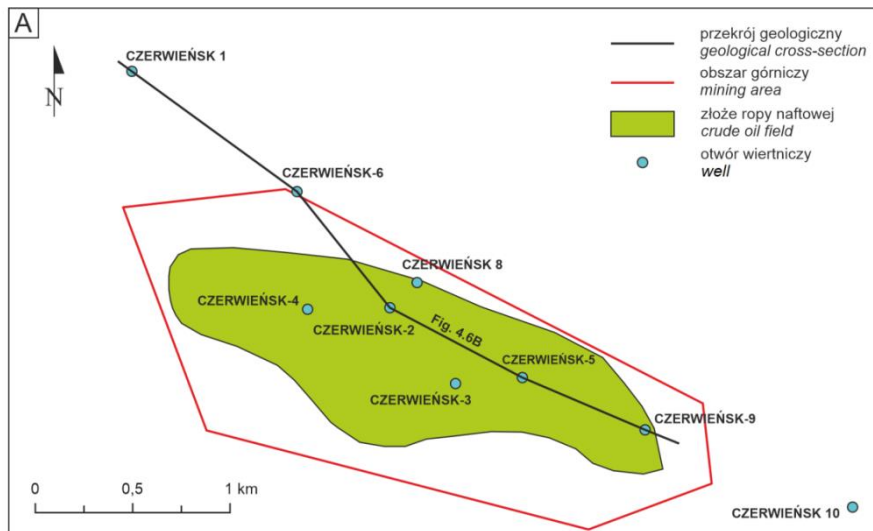 A
N
CZERWIEŃSK 1
CZERWIEŃSK-6
CZERWIEŃSK 8
CZERWIEŃSK-4
CZERWIEŃSK-2
Fig. 4.6B
CZERWIEŃSK-5
CZERWIEŃSK-3
CZERWIEŃSK-9
CZERWIEŃSK 10
przekrój geologiczny
geological cross-section
obszar górniczy
mining area
złoże ropy naftowej
crude oil field
otwór wiertniczy
well
0 0,5 1 km